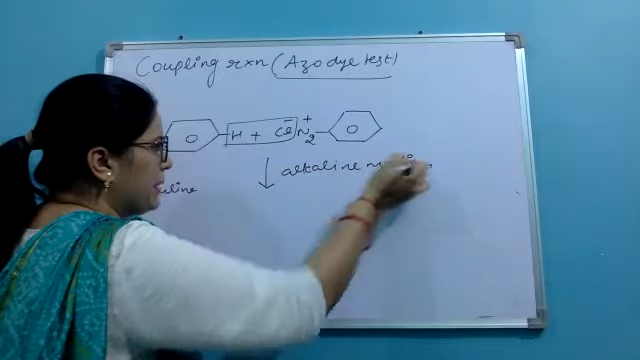 Coupling rxn (Azo dye test)
H + Cl⁻ N₂⁺
alkaline